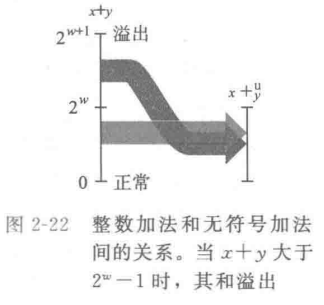 x+y
2^{w+1} 溢出
2^w
x+^u_y
0 正常
图 2-22 整数加法和无符号加法
间的关系。当 x+y 大于
2^w-1 时，其和溢出